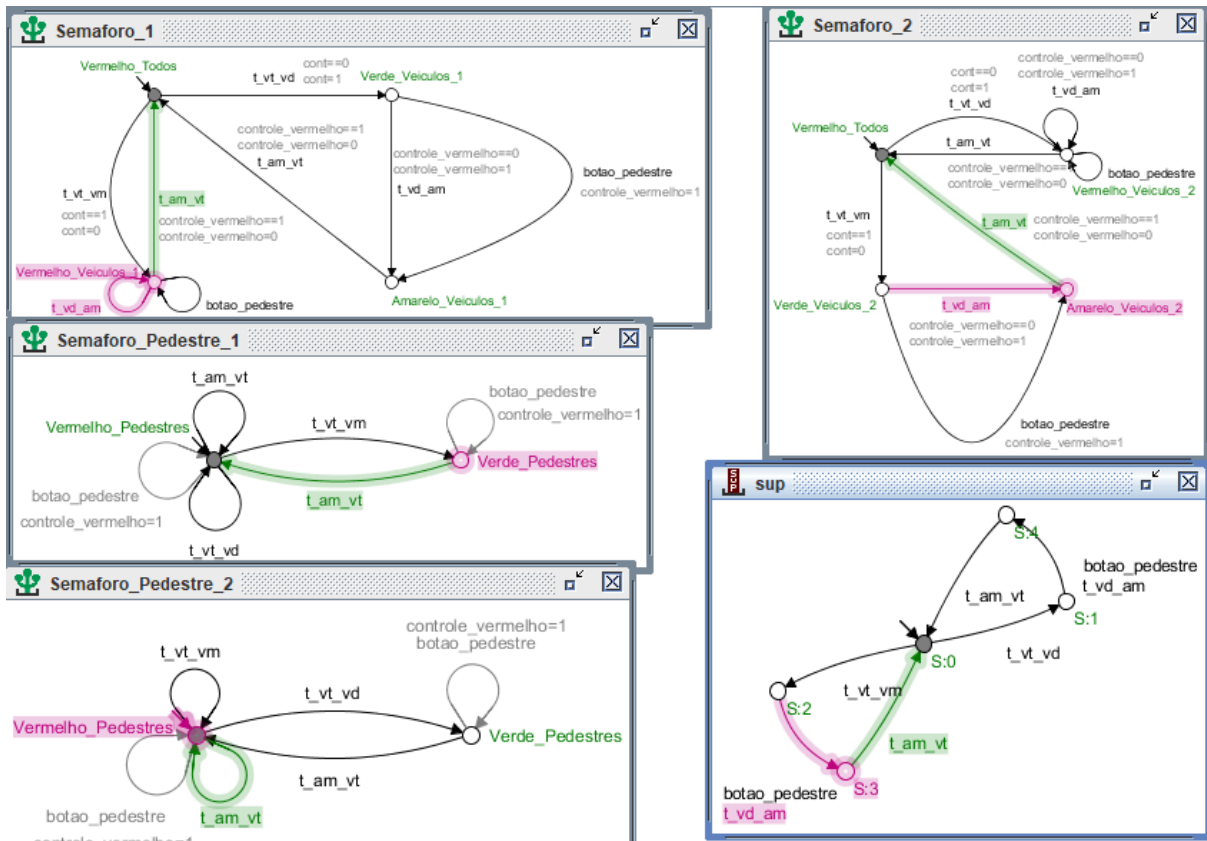 Semaforo_1
Vermelho_Todos
t_vt_vd
cont==0
cont=1
Verde_Veiculos_1
controle_vermelho==1
controle_vermelho=0
t_am_vt
controle_vermelho==0
controle_vermelho=1
t_vd_am
botao_pedestre
controle_vermelho=1
t_vt_vm
cont==1
cont=0
t_am_vt
controle_vermelho==1
controle_vermelho=0
Vermelho_Veiculos_1
t_vd_am
botao_pedestre
Amarelo_Veiculos_1
Semaforo_2
controle_vermelho==0
controle_vermelho=1
t_vd_am
cont==0
cont=1
t_vt_vd
Vermelho_Todos
t_am_vt
controle_vermelho==
controle_vermelho=0
botao_pedestre
Vermelho_Veiculos_2
t_vt_vm
cont==1
cont=0
t_am_vt
controle_vermelho==1
controle_vermelho=0
Verde_Veiculos_2
t_vd_am
Amarelo_Veiculos_2
controle_vermelho==0
controle_vermelho=1
botao_pedestre
controle_vermelho=1
Semaforo_Pedestre_1
t_am_vt
botao_pedestre
controle_vermelho=1
Vermelho_Pedestres
t_vt_vm
Verde_Pedestres
botao_pedestre
controle_vermelho=1
t_am_vt
t_vt_vd
sup
S:4
botao_pedestre
t_vd_am
t_am_vt
S:1
S:0
t_vt_vd
t_vt_vm
S:2
t_am_vt
botao_pedestre
S:3
t_vd_am
Semaforo_Pedestre_2
controle_vermelho=1
botao_pedestre
t_vt_vm
t_vt_vd
Vermelho_Pedestres
Verde_Pedestres
t_am_vt
botao_pedestre
t_am_vt